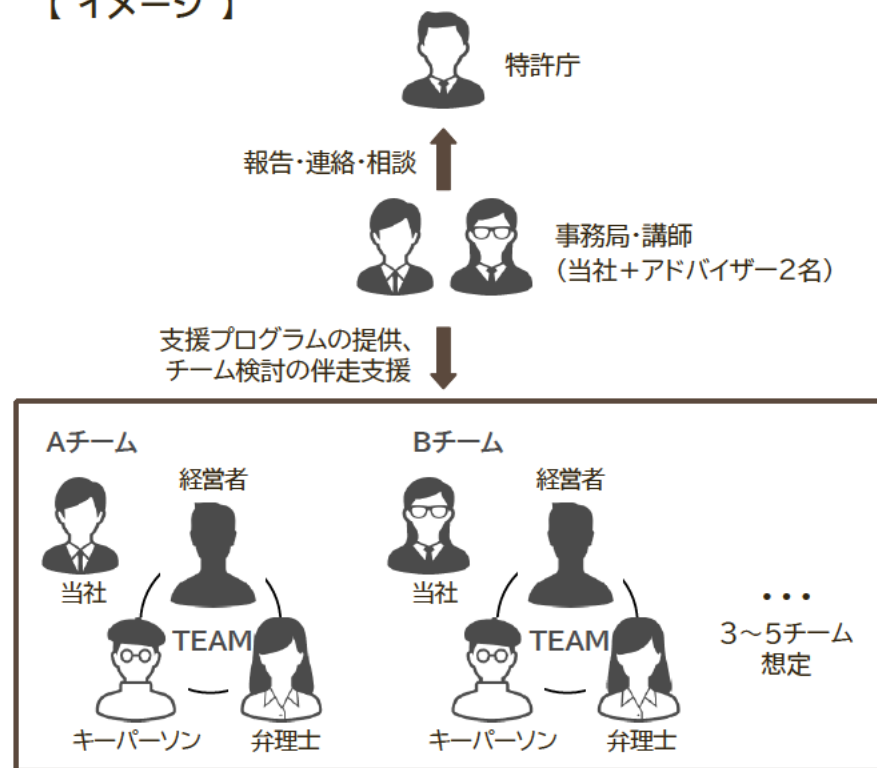 【 イメージ 】
特許庁
報告・連絡・相談
事務局・講師
（当社＋アドバイザー2名）
支援プログラムの提供、
チーム検討の伴走支援
Aチーム
経営者
当社
TEAM
キーパーソン
弁理士
Bチーム
経営者
当社
TEAM
キーパーソン
弁理士
・・・
3～5チーム
想定